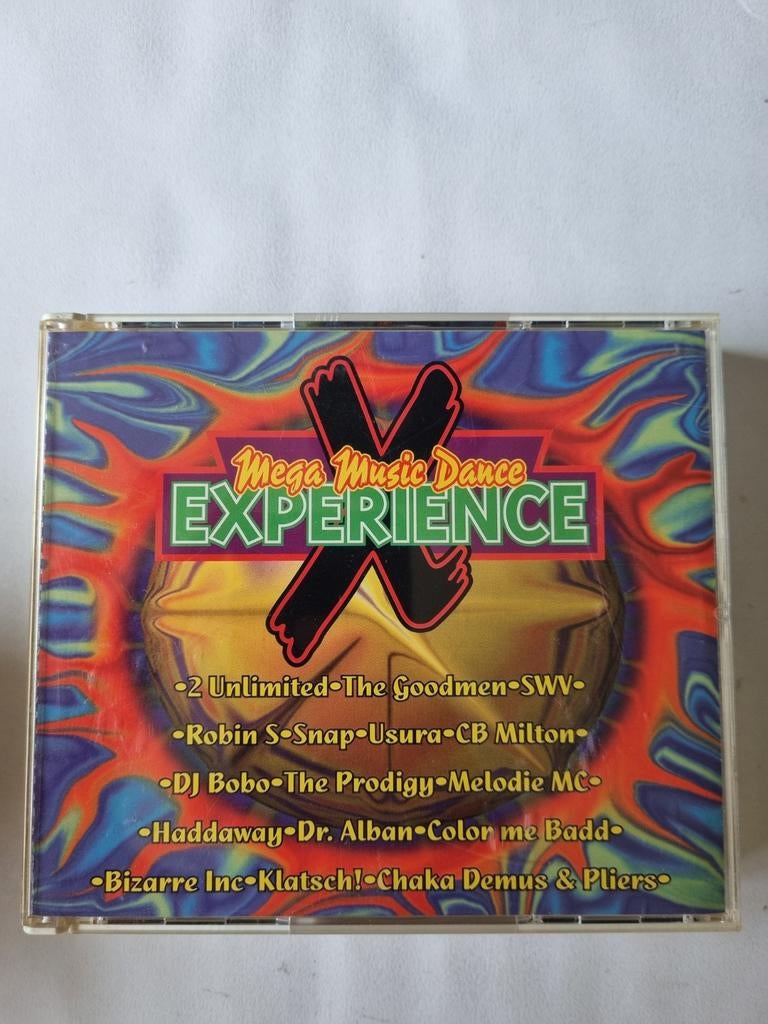 X
Mega Music Dance
EXPERIENCE
•2 Unlimited•The Goodmen•SWV•
•Robin S•Snap•Usura•CB Milton•
•DJ Bobo•The Prodigy•Melodie MC•
•Haddaway•Dr. Alban•Color me Badd•
•Bizarre Inc•Klatsch!•Chaka Demus & Pliers•